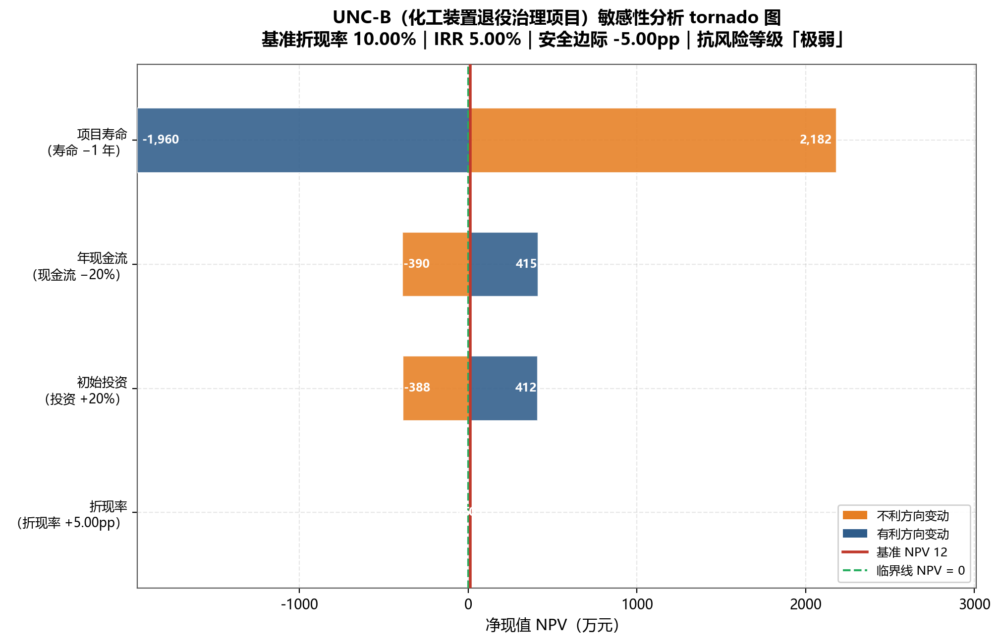 UNC-B（化工装置退役治理项目）敏感性分析 tornado 图
基准折现率 10.00%｜IRR 5.00%｜安全边际 -5.00pp｜抗风险等级「极弱」
项目寿命
（寿命 −1 年）
-1,960
2,182
年现金流
（现金流 −20%）
-390
415
初始投资
（投资 +20%）
-388
412
折现率
（折现率 +5.00pp）
不利方向变动
有利方向变动
基准 NPV 12
临界线 NPV = 0
-1000
0
1000
2000
3000
净现值 NPV（万元）